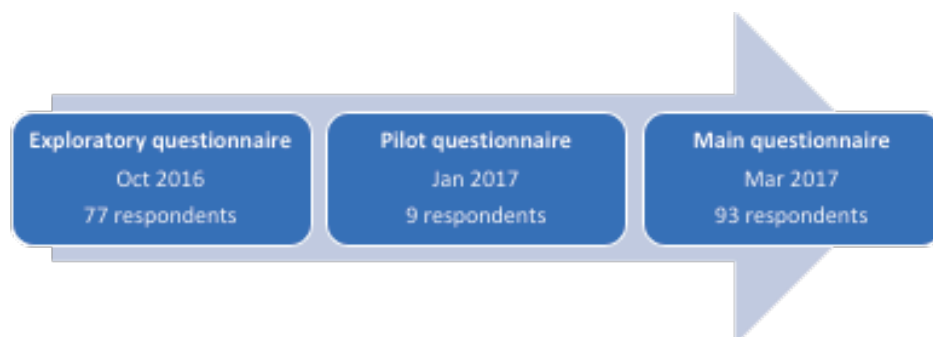 Exploratory questionnaire
Oct 2016
77 respondents
Pilot questionnaire
Jan 2017
9 respondents
Main questionnaire
Mar 2017
93 respondents